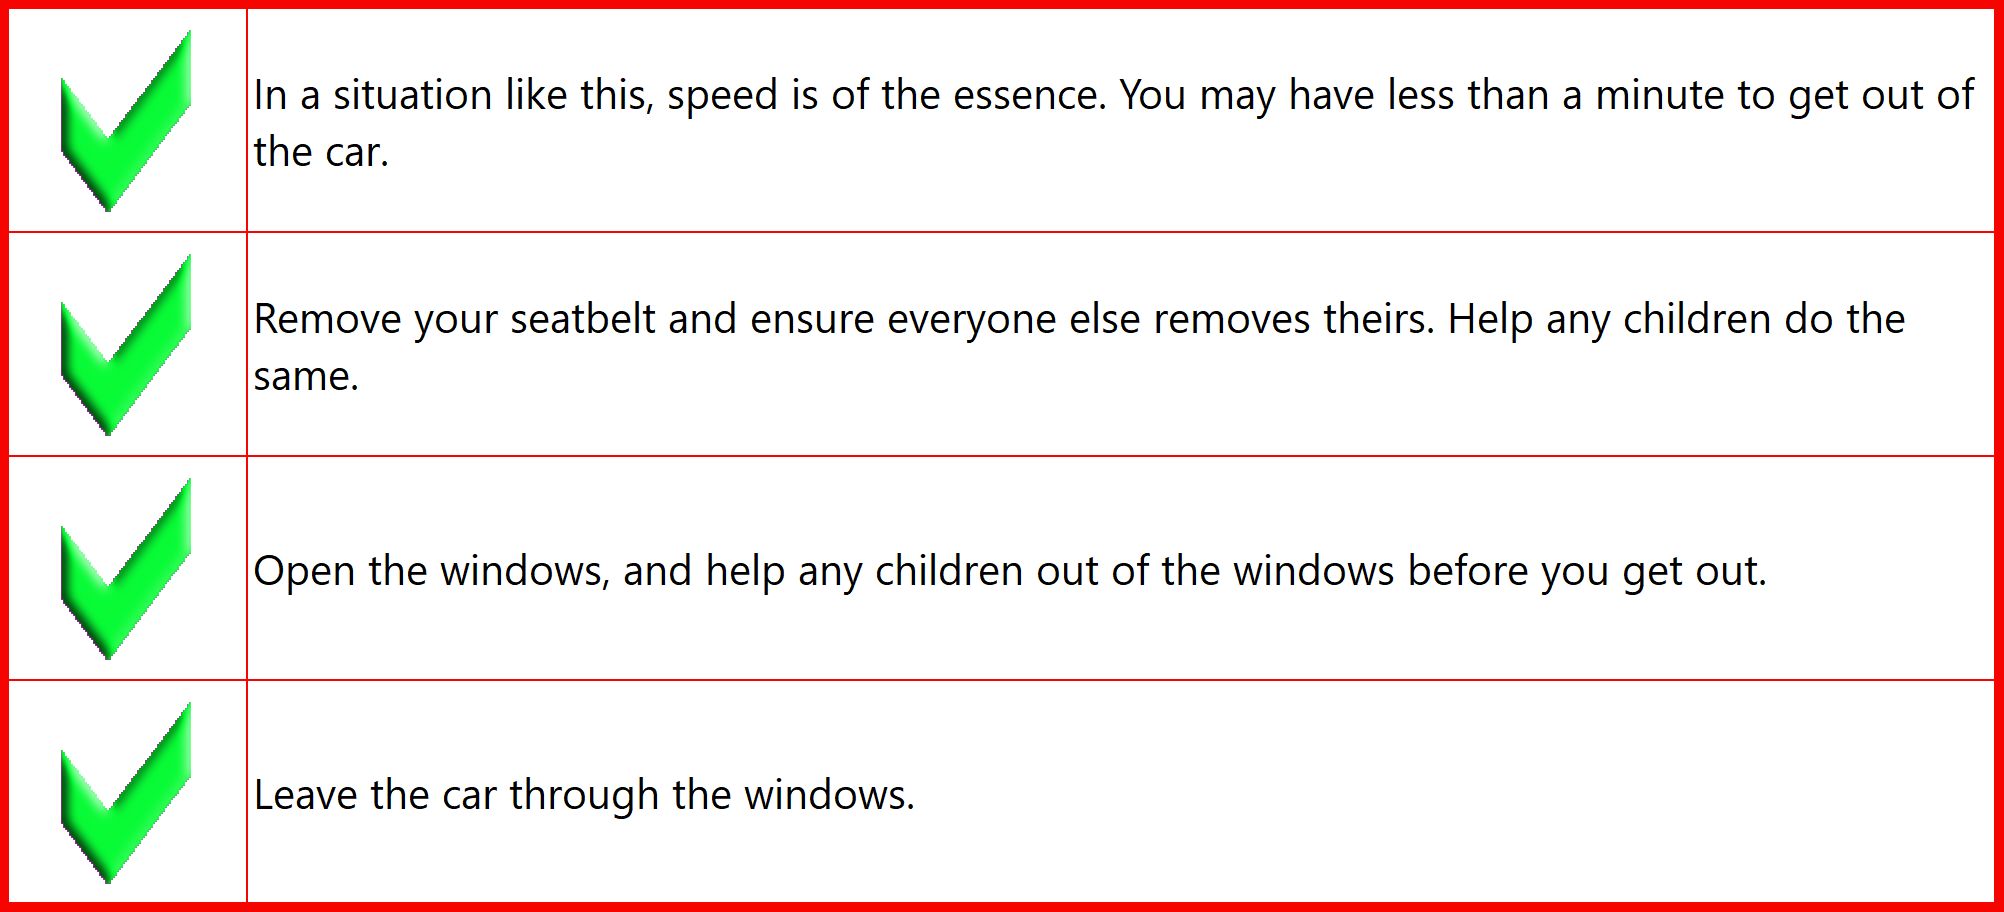 In a situation like this, speed is of the essence. You may have less than a minute to get out of
the car.
Remove your seatbelt and ensure everyone else removes theirs. Help any children do the
same.
Open the windows, and help any children out of the windows before you get out.
Leave the car through the windows.